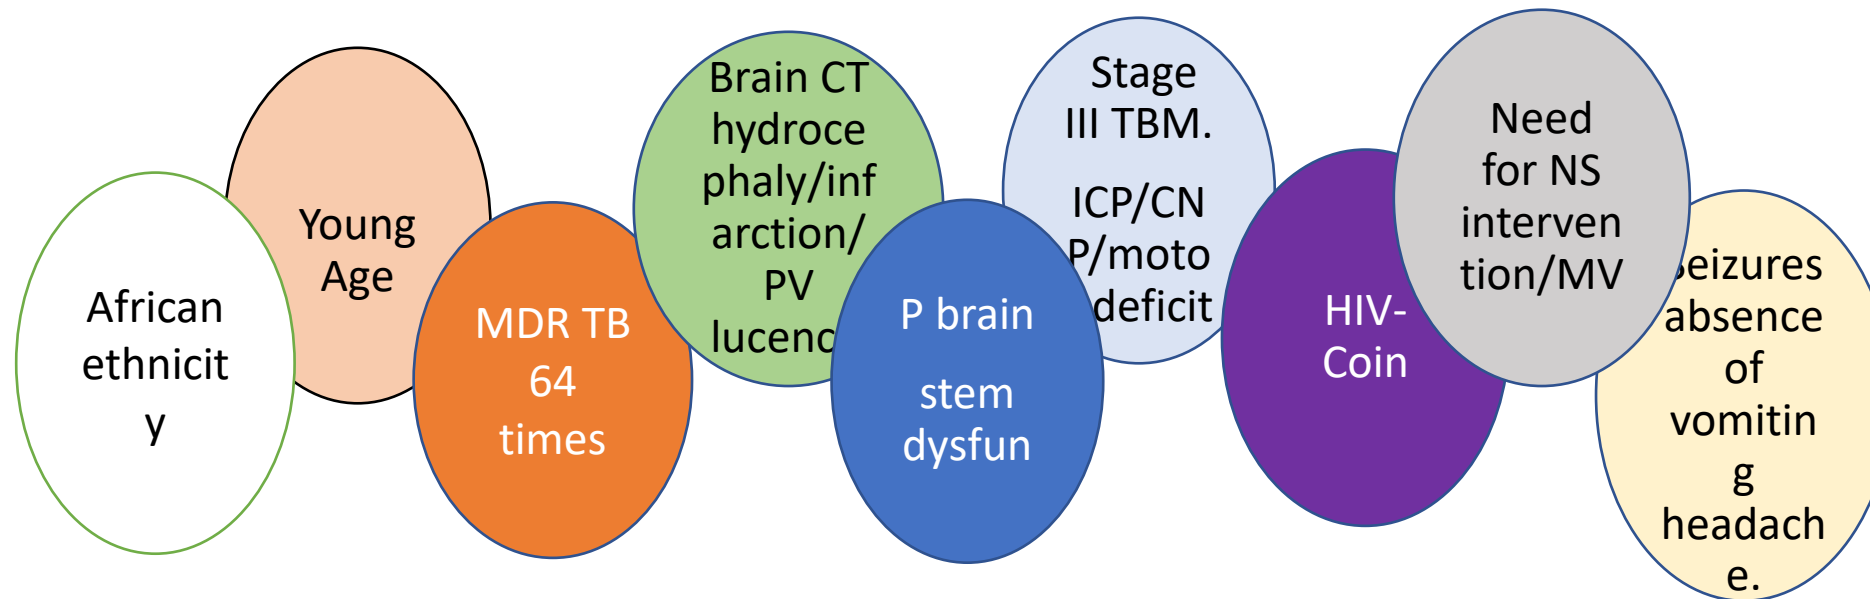 African
ethnicit
y
Young
Age
MDR TB
64
times
Brain CT
hydroce
phaly/inf
arction/
PV
lucenc
P brain
stem
dysfun
Stage
III TBM.
ICP/CN
P/moto
deficit
HIV-
Coin
Need
for NS
interven
tion/MV
Seizures
absence
of
vomitin
g
headach
e.